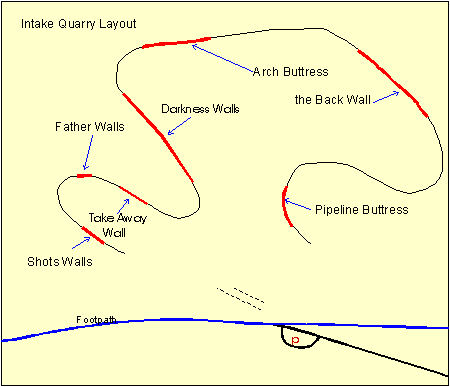 Intake Quarry Layout
Arch Buttress
the Back Wall
Darkness Walls
Father Walls
Take Away
Wall
Pipeline Buttress
Shots Walls
Footpath
p